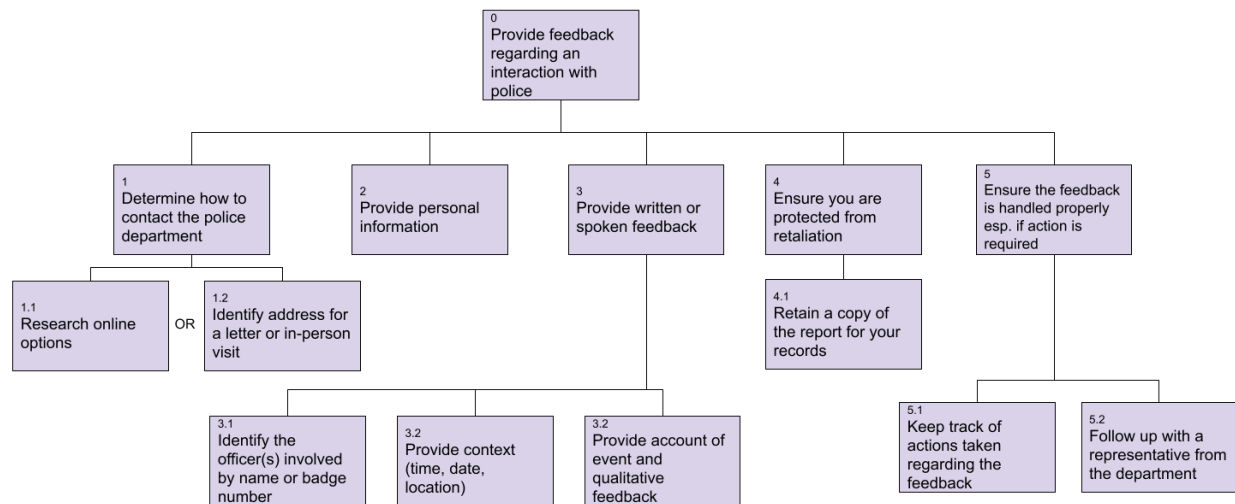 0
Provide feedback
regarding an
interaction with
police
1
Determine how to
contact the police
department
2
Provide personal
information
3
Provide written or
spoken feedback
4
Ensure you are
protected from
retaliation
5
Ensure the feedback
is handled properly
esp. if action is
required
1.1
Research online
options
OR
1.2
Identify address for
a letter or in-person
visit
4.1
Retain a copy of
the report for your
records
3.1
Identify the
officer(s) involved
by name or badge
number
3.2
Provide context
(time, date,
location)
3.2
Provide account of
event and
qualitative
feedback
5.1
Keep track of
actions taken
regarding the
feedback
5.2
Follow up with a
representative from
the department